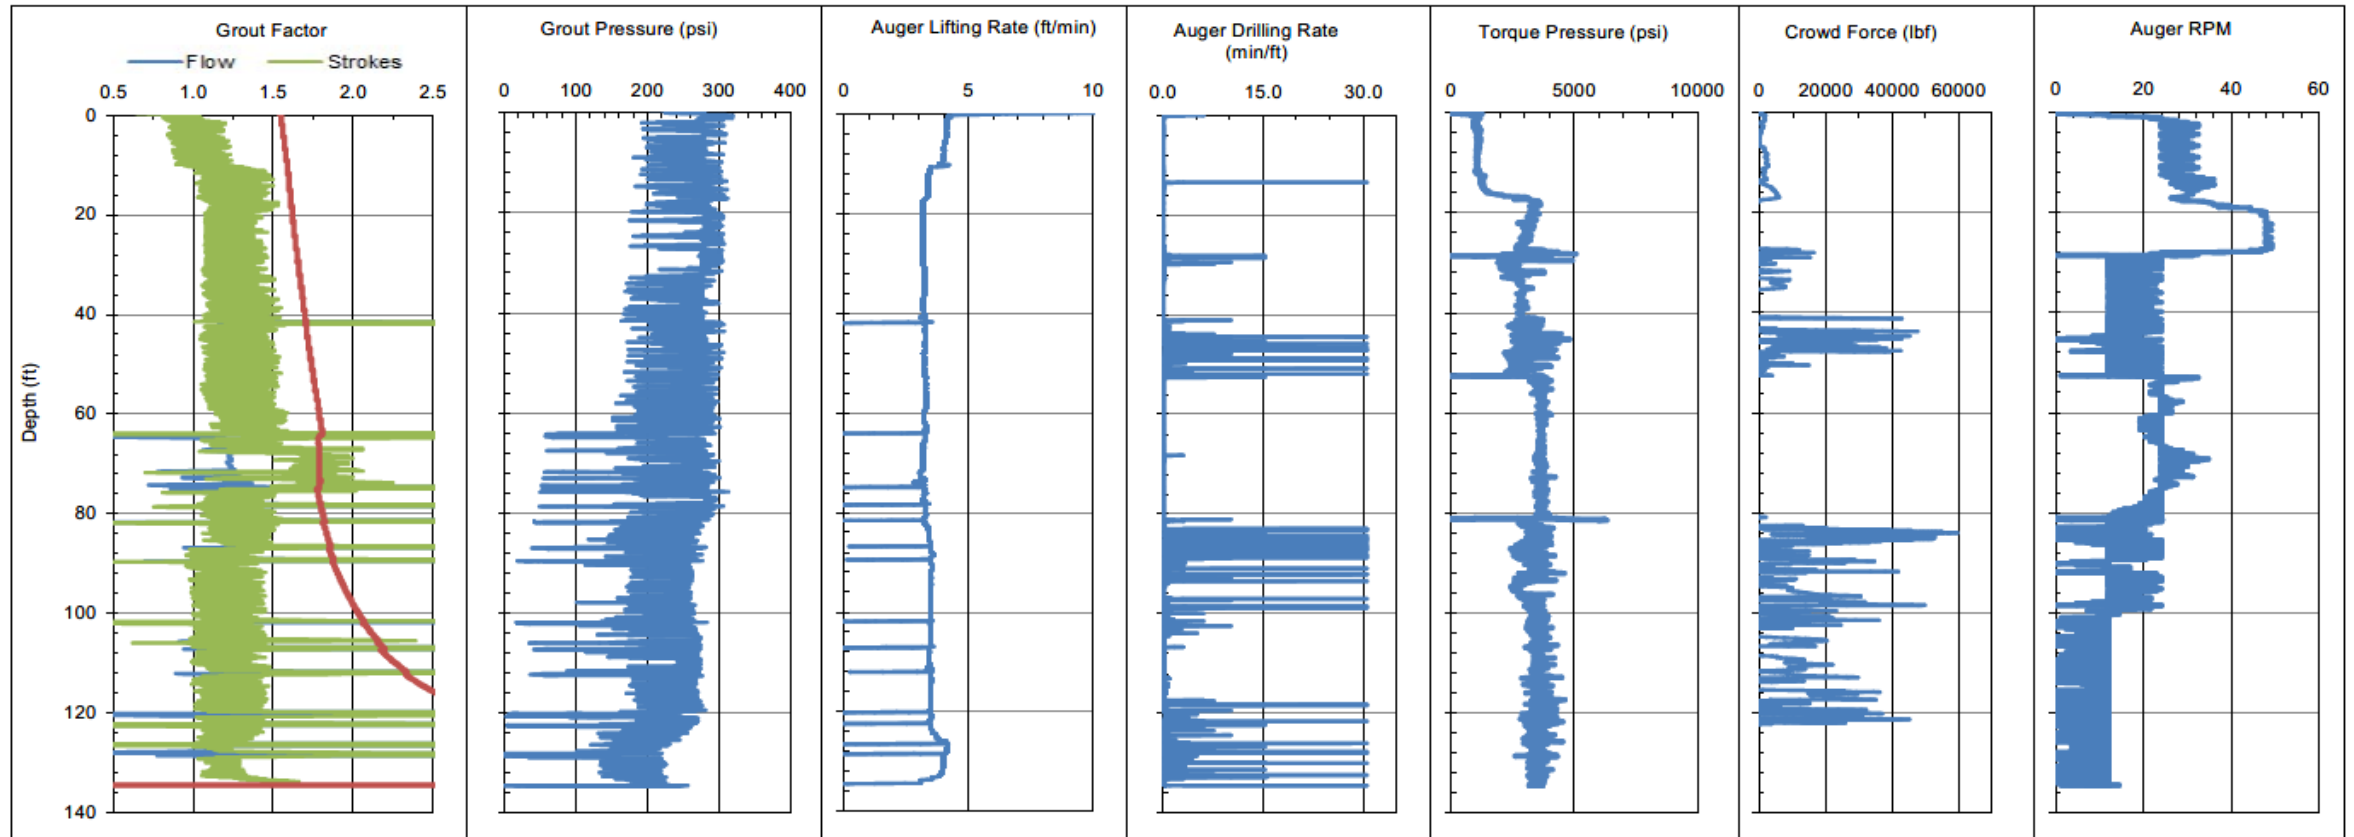 Grout Factor
Flow Strokes
0.5 1.0 1.5 2.0 2.5
Depth (ft)
0
20
40
60
80
100
120
140
Grout Pressure (psi)
0 100 200 300 400
Auger Lifting Rate (ft/min)
0 5 10
Auger Drilling Rate
(min/ft)
0.0 15.0 30.0
Torque Pressure (psi)
0 5000 10000
Crowd Force (lbf)
0 20000 40000 60000
Auger RPM
0 20 40 60